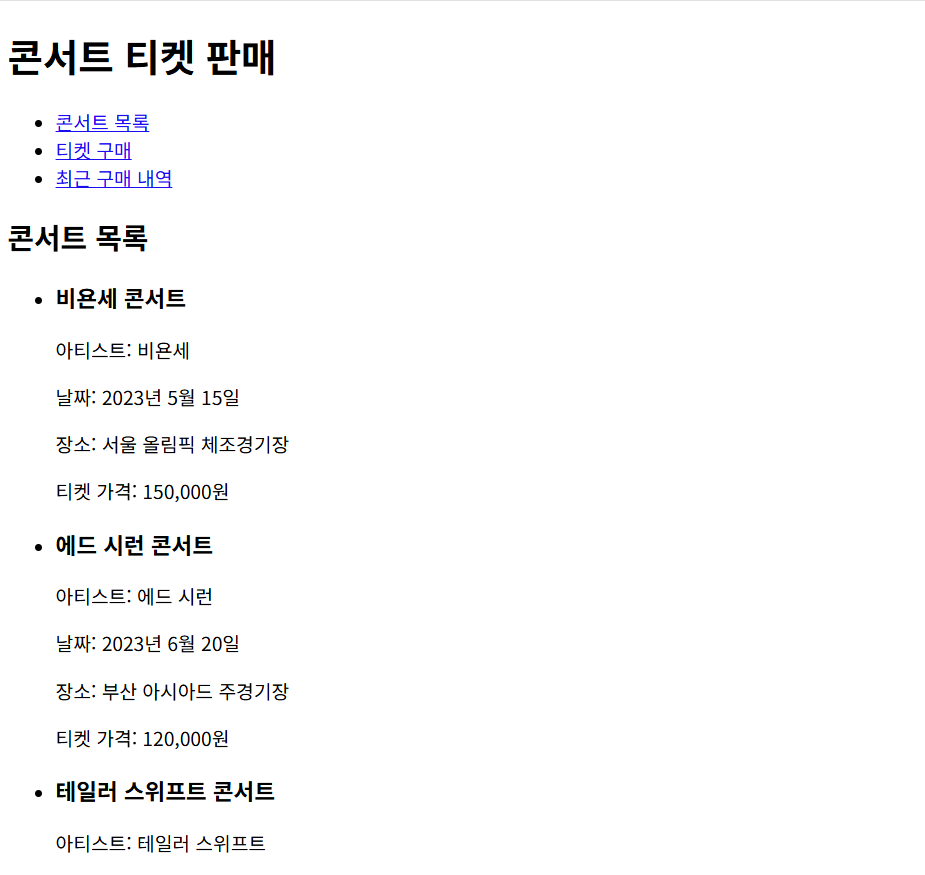 콘서트 티켓 판매
콘서트 목록
티켓 구매
최근 구매 내역
콘서트 목록
비욘세 콘서트
아티스트: 비욘세
날짜: 2023년 5월 15일
장소: 서울 올림픽 체조경기장
티켓 가격: 150,000원
에드 시런 콘서트
아티스트: 에드 시런
날짜: 2023년 6월 20일
장소: 부산 아시아드 주경기장
티켓 가격: 120,000원
테일러 스위프트 콘서트
아티스트: 테일러 스위프트